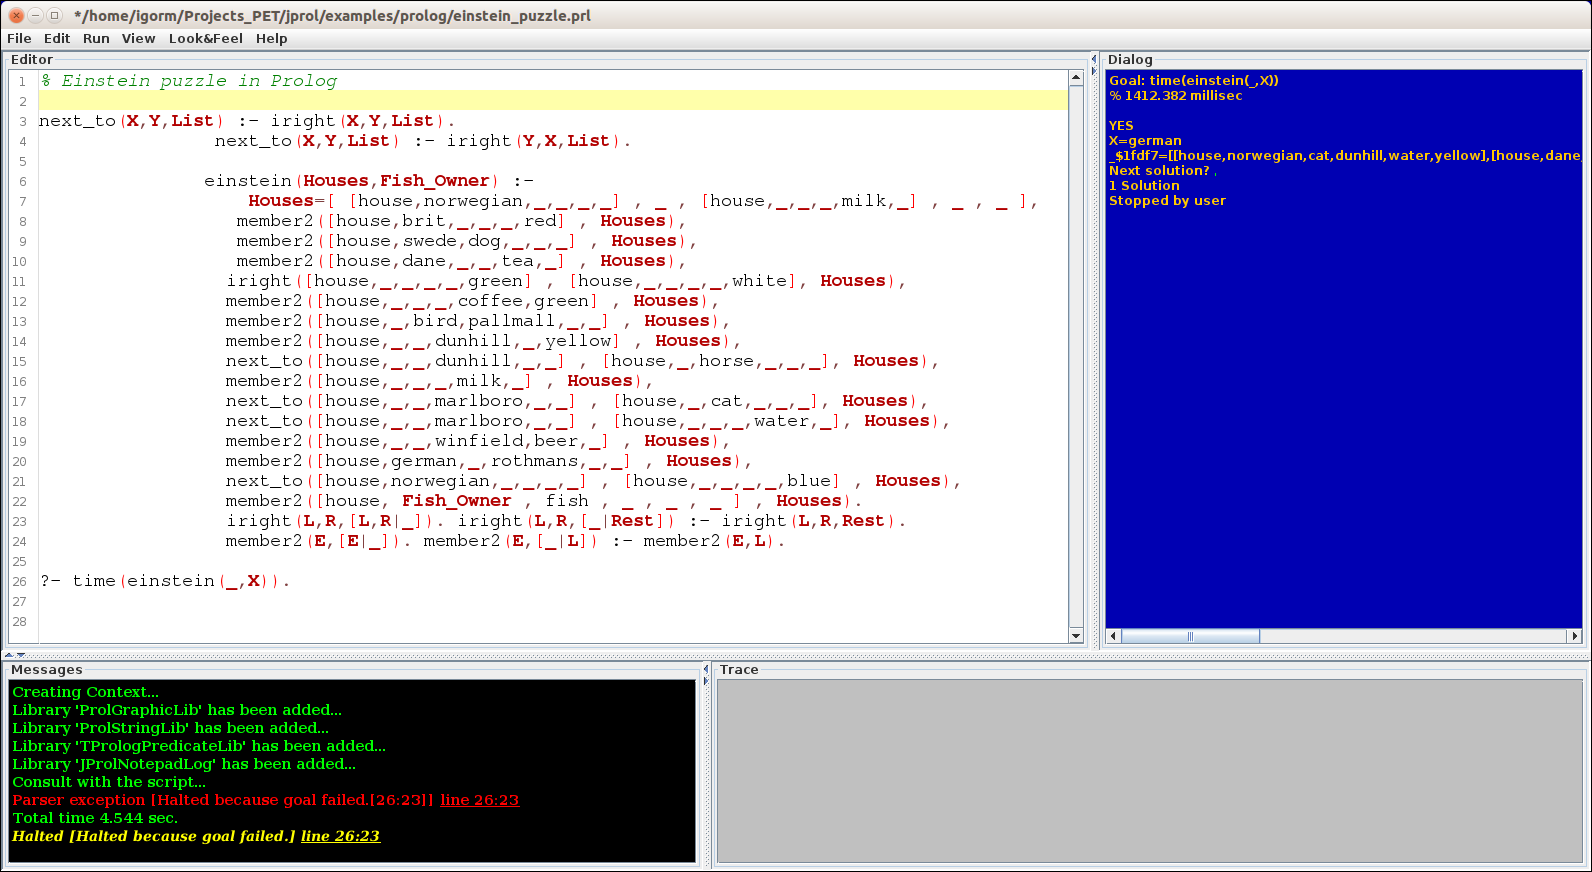 */home/igorm/Projects_PET/jprol/examples/prolog/einstein_puzzle.prl
File Edit Run View Look&Feel Help
Editor
1 % Einstein puzzle in Prolog
2
3 next_to(X,Y,List) :- iright(X,Y,List).
4 next_to(X,Y,List) :- iright(Y,X,List).
5
6 einstein(Houses,Fish_Owner) :-
7 Houses=[ [house,norwegian,_,_,_,_] , _ , [house,_,_,_,milk,_] , _ , _ ],
8 member2([house,brit,_,_,_,red] , Houses),
9 member2([house,swede,dog,_,_,_] , Houses),
10 member2([house,dane,_,_,tea,_] , Houses),
11 iright([house,_,_,_,_,green] , [house,_,_,_,_,white], Houses),
12 member2([house,_,_,_,coffee,green] , Houses),
13 member2([house,_,bird,pallmall,_,_] , Houses),
14 member2([house,_,_,dunhill,_,yellow] , Houses),
15 next_to([house,_,_,dunhill,_,_] , [house,_,horse,_,_,_], Houses),
16 member2([house,_,_,_,milk,_] , Houses),
17 next_to([house,_,_,marlboro,_,_] , [house,_,cat,_,_,_], Houses),
18 next_to([house,_,_,marlboro,_,_] , [house,_,_,_,water,_], Houses),
19 member2([house,_,_,winfield,beer,_] , Houses),
20 member2([house,german,_,rothmans,_,_] , Houses),
21 next_to([house,norwegian,_,_,_,_] , [house,_,_,_,_,blue] , Houses),
22 member2([house, Fish_Owner , fish , _ , _ , _ ] , Houses).
23 iright(L,R,[L,R|_]). iright(L,R,[_|Rest]) :- iright(L,R,Rest).
24 member2(E,[E|_]). member2(E,[_|L]) :- member2(E,L).
25
26 ?- time(einstein(_,X)).
27
28
Dialog
Goal: time(einstein(_,X))
% 1412.382 millisec
YES
X=german
_$1fdf7=[[house,norwegian,cat,dunhill,water,yellow],[house,dane,
Next solution? .
1 Solution
Stopped by user
Messages
Creating Context...
Library 'ProlGraphicLib' has been added...
Library 'ProlStringLib' has been added...
Library 'TPrologPredicateLib' has been added...
Library 'JProlNotepadLog' has been added...
Consult with the script...
Parser exception [Halted because goal failed.[26:23]] line 26:23
Total time 4.544 sec.
Halted [Halted because goal failed.] line 26:23
Trace